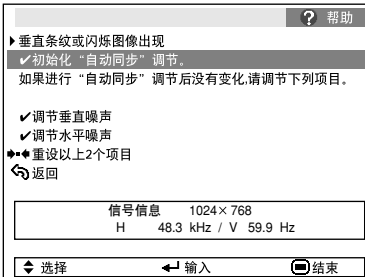 ? 帮助
垂直条纹或闪烁图像出现
✔初始化“自动同步”调节。
如果进行“自动同步”调节后没有变化,请调节下列项目。
✔调节垂直噪声
✔调节水平噪声
重设以上2个项目
返回
信号信息 1024×768
H 48.3 kHz / V 59.9 Hz
选择 输入 结束